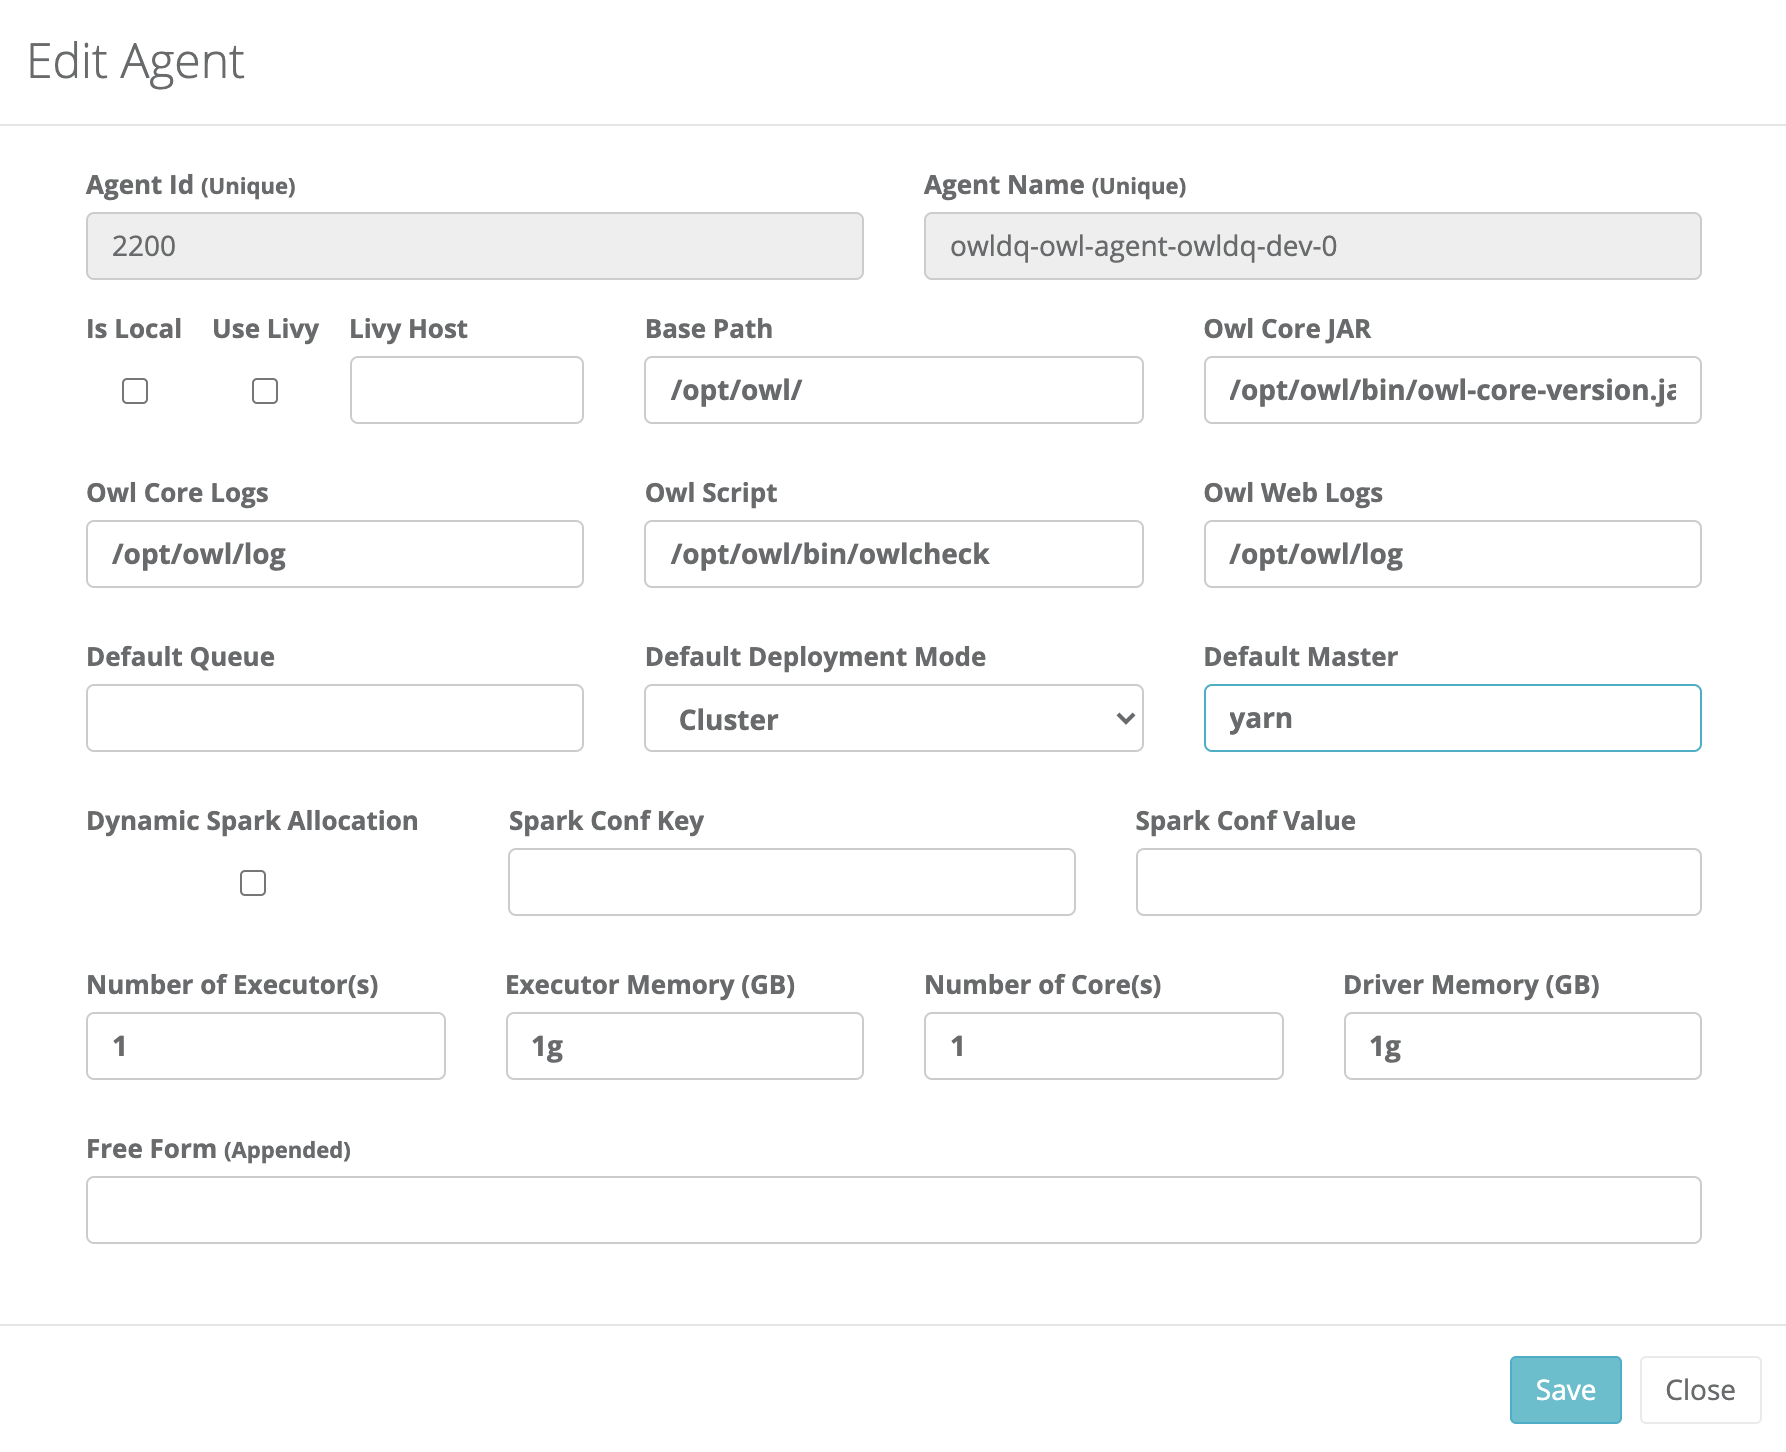 Edit Agent
Agent Id (Unique) Agent Name (Unique)
2200 owldq-owl-agent-owldq-dev-0
Is Local Use Livy Livy Host Base Path Owl Core JAR
/opt/owl/ /opt/owl/bin/owl-core-version.ja
Owl Core Logs Owl Script Owl Web Logs
/opt/owl/log /opt/owl/bin/owlcheck /opt/owl/log
Default Queue Default Deployment Mode Default Master
Cluster yarn
Dynamic Spark Allocation Spark Conf Key Spark Conf Value
Number of Executor(s) Executor Memory (GB) Number of Core(s) Driver Memory (GB)
1 1g 1 1g
Free Form (Appended)
Save Close